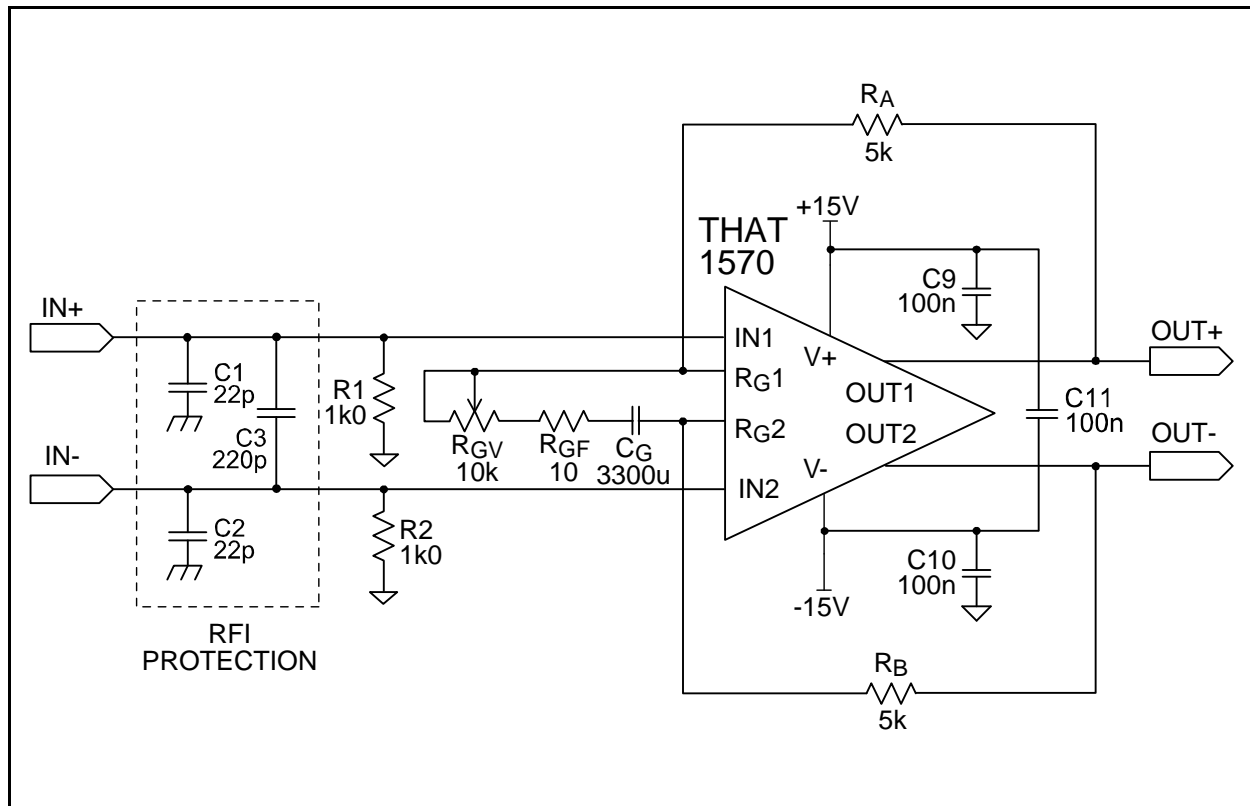 RA
5k
+15V
THAT
1570
C9
100n
IN+
OUT+
IN1
V+
C1
22p
R1
1k0
RG1
OUT1
C11
100n
C3
220p
RGV
10k
RGF
10
CG
3300u
RG2
OUT2
OUT-
IN-
V-
IN2
C2
22p
R2
1k0
C10
100n
-15V
RFI
PROTECTION
RB
5k